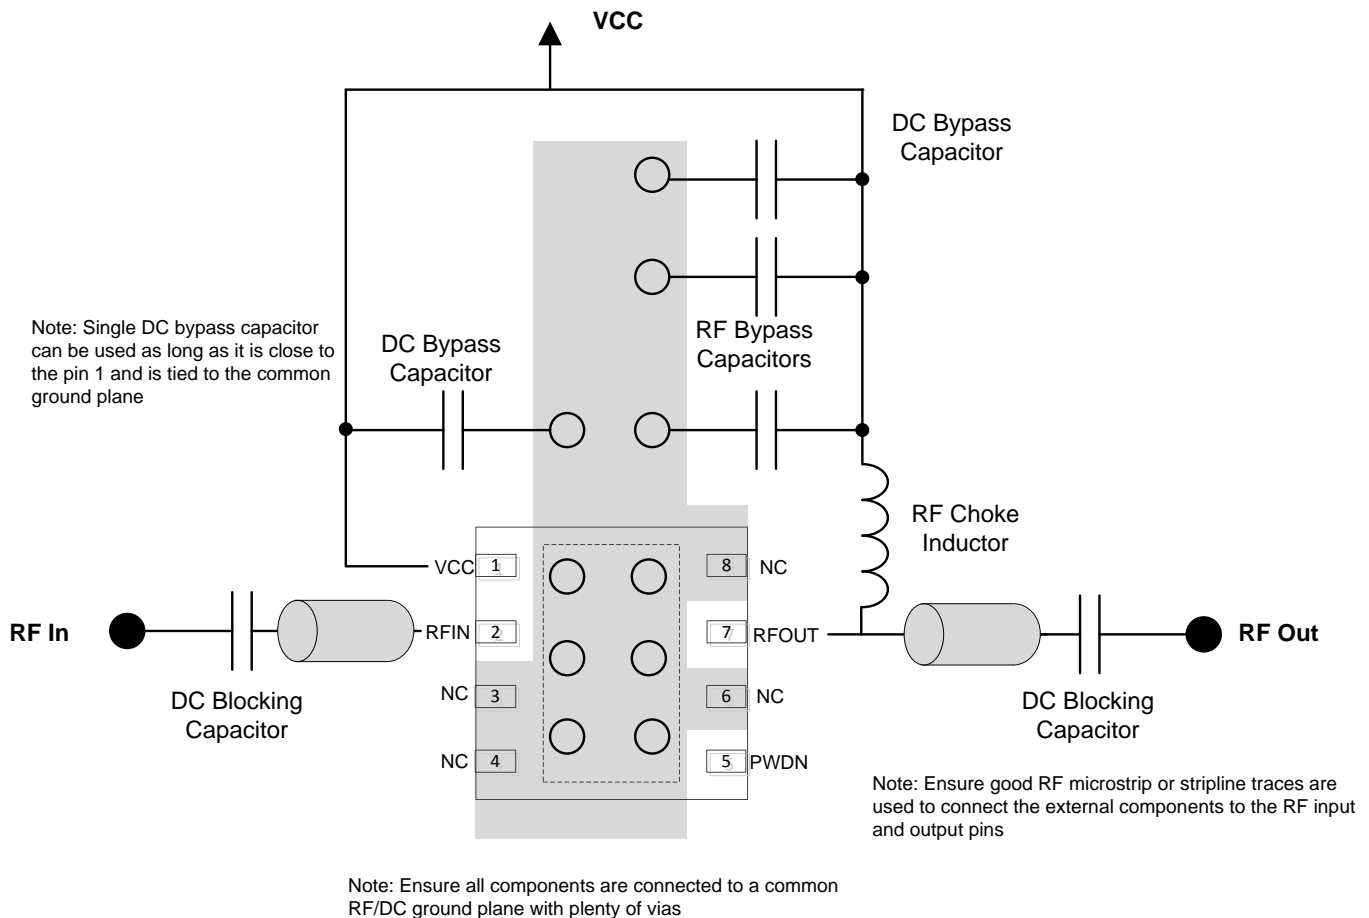 VCC
DC Bypass
Capacitor
Note: Single DC bypass capacitor
can be used as long as it is close to
the pin 1 and is tied to the common
ground plane
DC Bypass
Capacitor
RF Bypass
Capacitors
RF Choke
Inductor
VCC 1
8 NC
RF In
RFIN 2
7 RFOUT
RF Out
NC 3
6 NC
DC Blocking
Capacitor
DC Blocking
Capacitor
NC 4
5 PWDN
Note: Ensure good RF microstrip or stripline traces are
used to connect the external components to the RF input
and output pins
Note: Ensure all components are connected to a common
RF/DC ground plane with plenty of vias